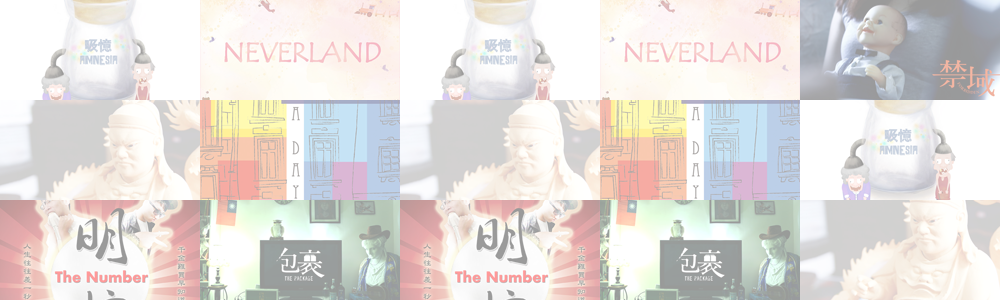 吸憶
AMNESIA
NEVERLAND
吸憶
AMNESIA
NEVERLAND
禁域
A DAY
A DAY
吸憶
AMNESIA
明
The Number
包裹
THE PACKAGE
明
The Number
包裹
THE PACKAGE